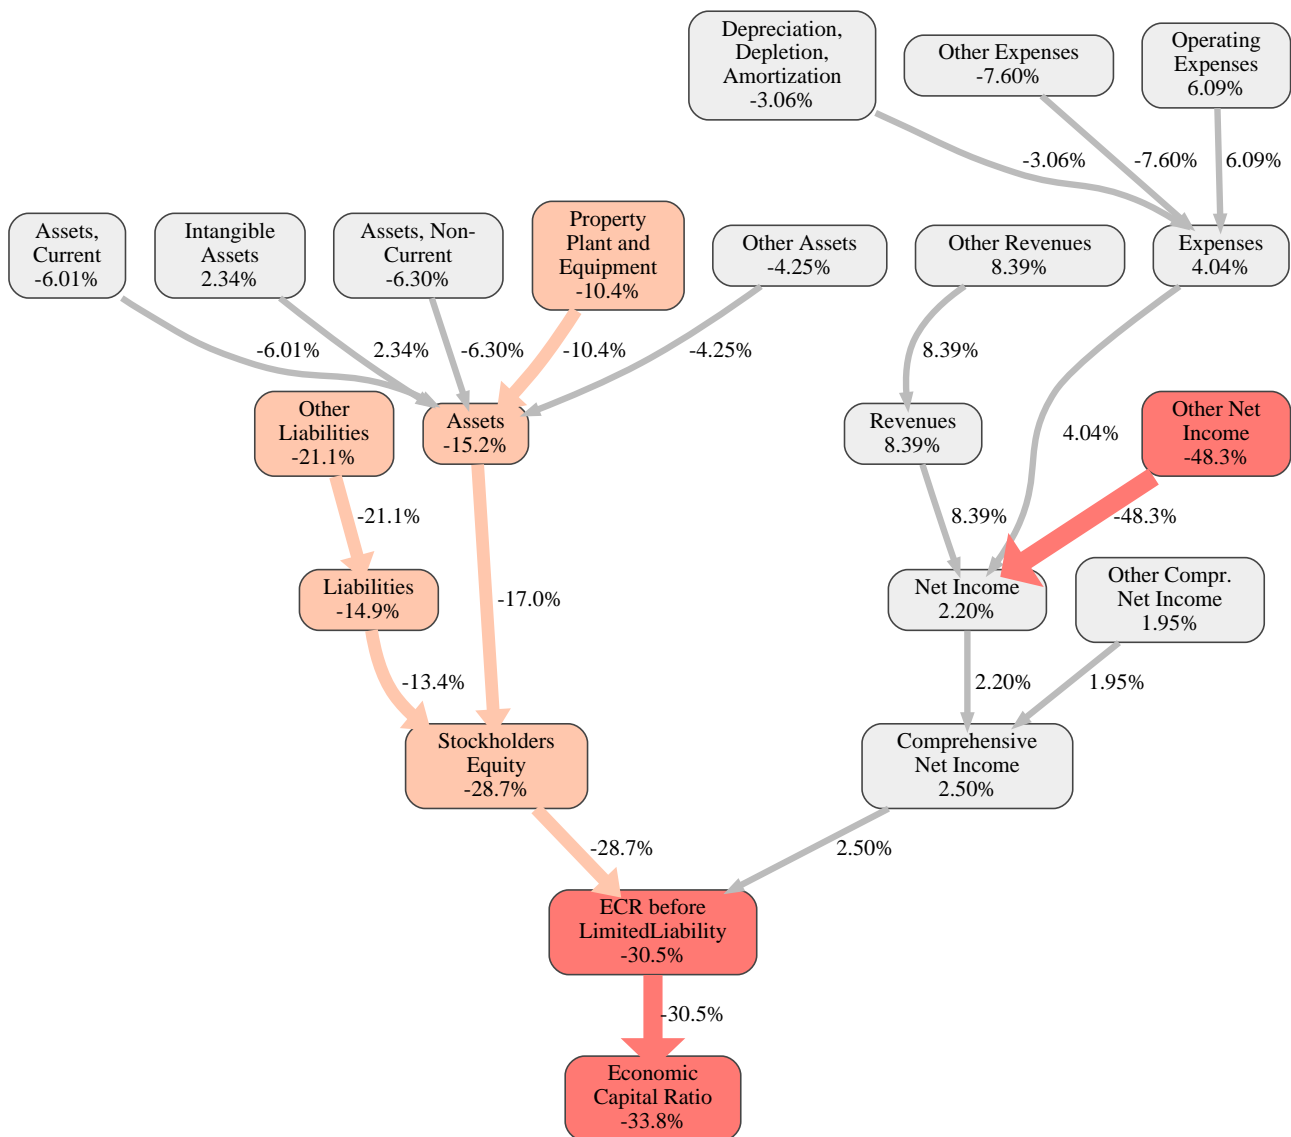 Depreciation,
Depletion,
Amortization
-3.06%
Other Expenses
-7.60%
Operating
Expenses
6.09%
-3.06%
-7.60%
6.09%
Assets,
Current
-6.01%
Intangible
Assets
2.34%
Assets, Non-
Current
-6.30%
Property
Plant and
Equipment
-10.4%
Other Assets
-4.25%
Other Revenues
8.39%
Expenses
4.04%
-6.01%
2.34%
-6.30%
-10.4%
-4.25%
8.39%
Other
Liabilities
-21.1%
Assets
-15.2%
Revenues
8.39%
4.04%
Other Net
Income
-48.3%
-21.1%
8.39%
-48.3%
Liabilities
-14.9%
-17.0%
Net Income
2.20%
Other Compr.
Net Income
1.95%
-13.4%
2.20%
1.95%
Stockholders
Equity
-28.7%
Comprehensive
Net Income
2.50%
-28.7%
2.50%
ECR before
LimitedLiability
-30.5%
-30.5%
Economic
Capital Ratio
-33.8%